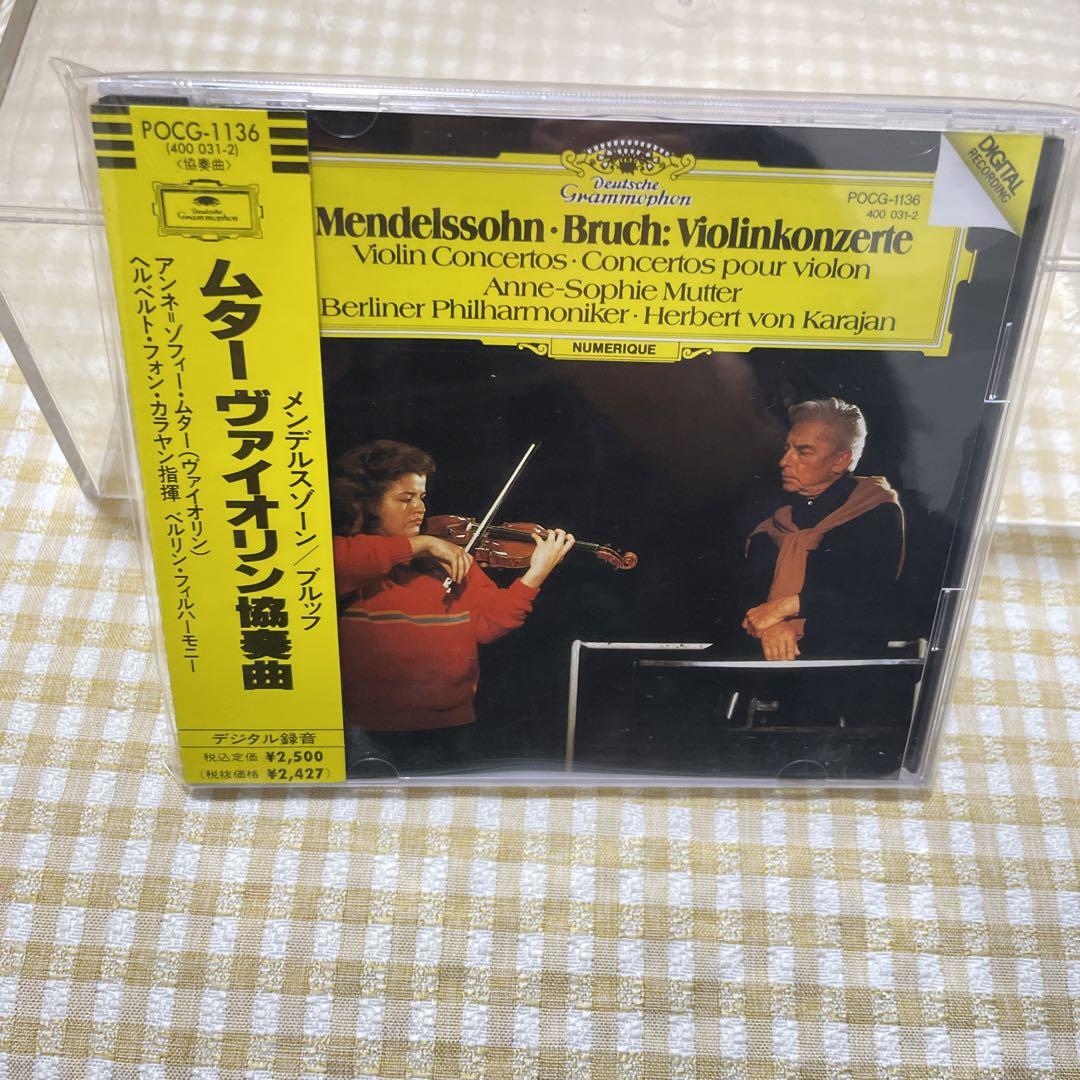 POCG-1136
(400 031-2)
〈協奏曲〉
Deutsche
Grammophon
ムター ヴァイオリン協奏曲
メンデルスゾーン/ブルッフ
アンネ=ゾフィー・ムター(ヴァイオリン)
ヘルベルト・フォン・カラヤン指揮 ベルリン・フィルハーモニー
デジタル録音
税込定価 ¥2,500
(税抜価格 ¥2,427)
Deutsche
Grammophon
POCG-1136
400 031-2
DIGITAL
RECORDING
Mendelssohn・Bruch: Violinkonzerte
Violin Concertos・Concertos pour violon
Anne-Sophie Mutter
Berliner Philharmoniker・Herbert von Karajan
NUMERIQUE